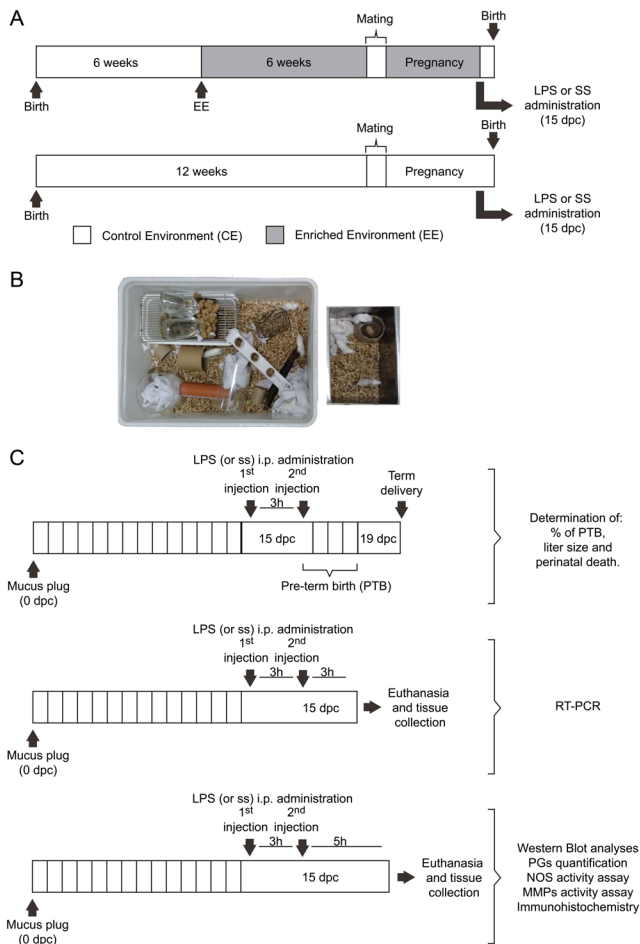 A
Mating
Birth
6 weeks
6 weeks
Pregnancy
Birth
EE
LPS or SS
administration
(15 dpc)
Mating
Birth
12 weeks
Pregnancy
Birth
LPS or SS
administration
(15 dpc)
Control Environment (CE)
Enriched Environment (EE)
B
C
LPS (or ss) i.p. administration
1st 2nd
injection injection
3h
Term
delivery
15 dpc
19 dpc
Mucus plug
(0 dpc)
Pre-term birth (PTB)
Determination of:
% of PTB,
liter size and
perinatal death.
LPS (or ss) i.p. administration
1st 2nd
injection injection
3h 3h
15 dpc
Mucus plug
(0 dpc)
Euthanasia
and tissue
collection
RT-PCR
LPS (or ss) i.p. administration
1st 2nd
injection injection
3h 5h
15 dpc
Mucus plug
(0 dpc)
Euthanasia
and tissue
collection
Western Blot analyses
PGs quantification
NOS activity assay
MMPs activity assay
Immunohistochemistry